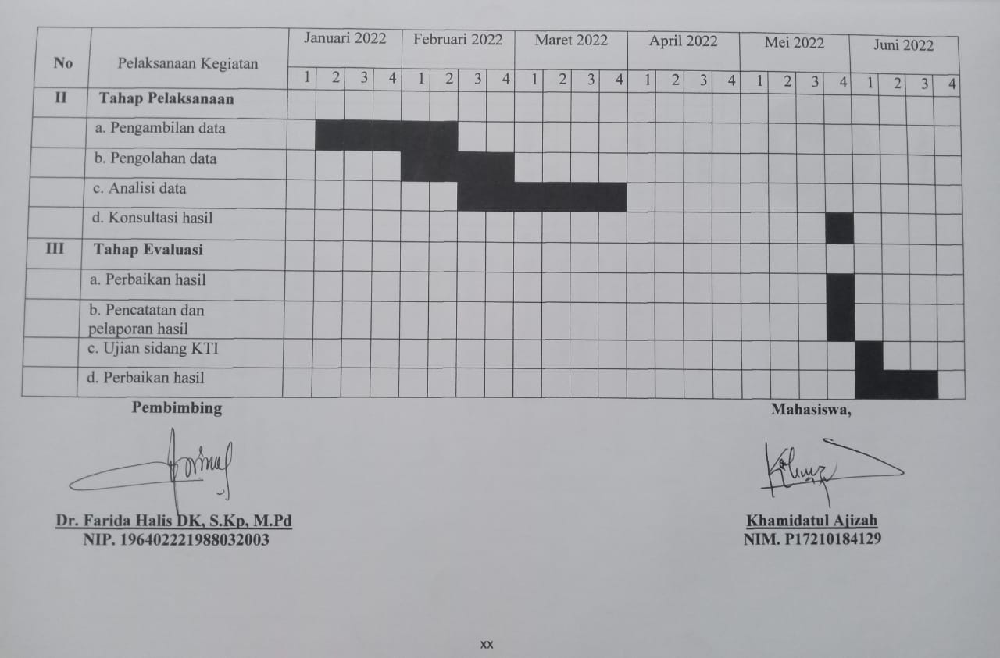 No Pelaksanaan Kegiatan Januari 2022 Februari 2022 Maret 2022 April 2022 Mei 2022 Juni 2022
1 2 3 4 1 2 3 4 1 2 3 4 1 2 3 4 1 2 3 4 1 2 3 4
II Tahap Pelaksanaan
a. Pengambilan data
b. Pengolahan data
c. Analisi data
d. Konsultasi hasil
III Tahap Evaluasi
a. Perbaikan hasil
b. Pencatatan dan
pelaporan hasil
c. Ujian sidang KTI
d. Perbaikan hasil
Pembimbing
Mahasiswa,
Dr. Farida Halis DK, S.Kp, M.Pd
NIP. 196402221988032003
Khamidatul Ajizah
NIM. P17210184129
xx